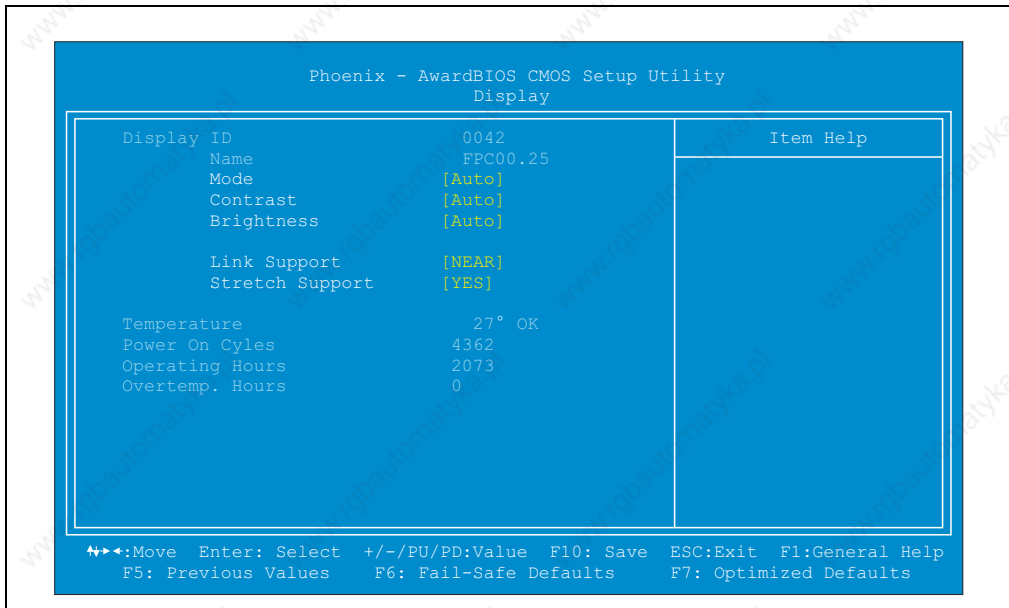 Phoenix - AwardBIOS CMOS Setup Utility
Display
Display ID 0042
Name FPC00.25
Mode [Auto]
Contrast [Auto]
Brightness [Auto]
Link Support [NEAR]
Stretch Support [YES]
Temperature 27° OK
Power On Cyles 4362
Operating Hours 2073
Overtemp. Hours 0
Item Help
:Move Enter: Select +/-/PU/PD:Value F10: Save ESC:Exit F1:General Help
F5: Previous Values F6: Fail-Safe Defaults F7: Optimized Defaults
www.rgbautomatyka.pl